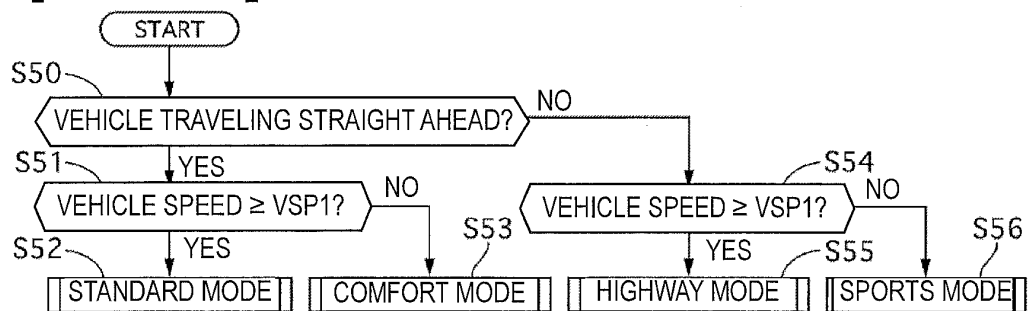 START
S50
VEHICLE TRAVELING STRAIGHT AHEAD?
NO
S51
YES
S54
VEHICLE SPEED ≥ VSP1?
NO
VEHICLE SPEED ≥ VSP1?
NO
S52
YES
S53
YES
S55
S56
STANDARD MODE
COMFORT MODE
HIGHWAY MODE
SPORTS MODE